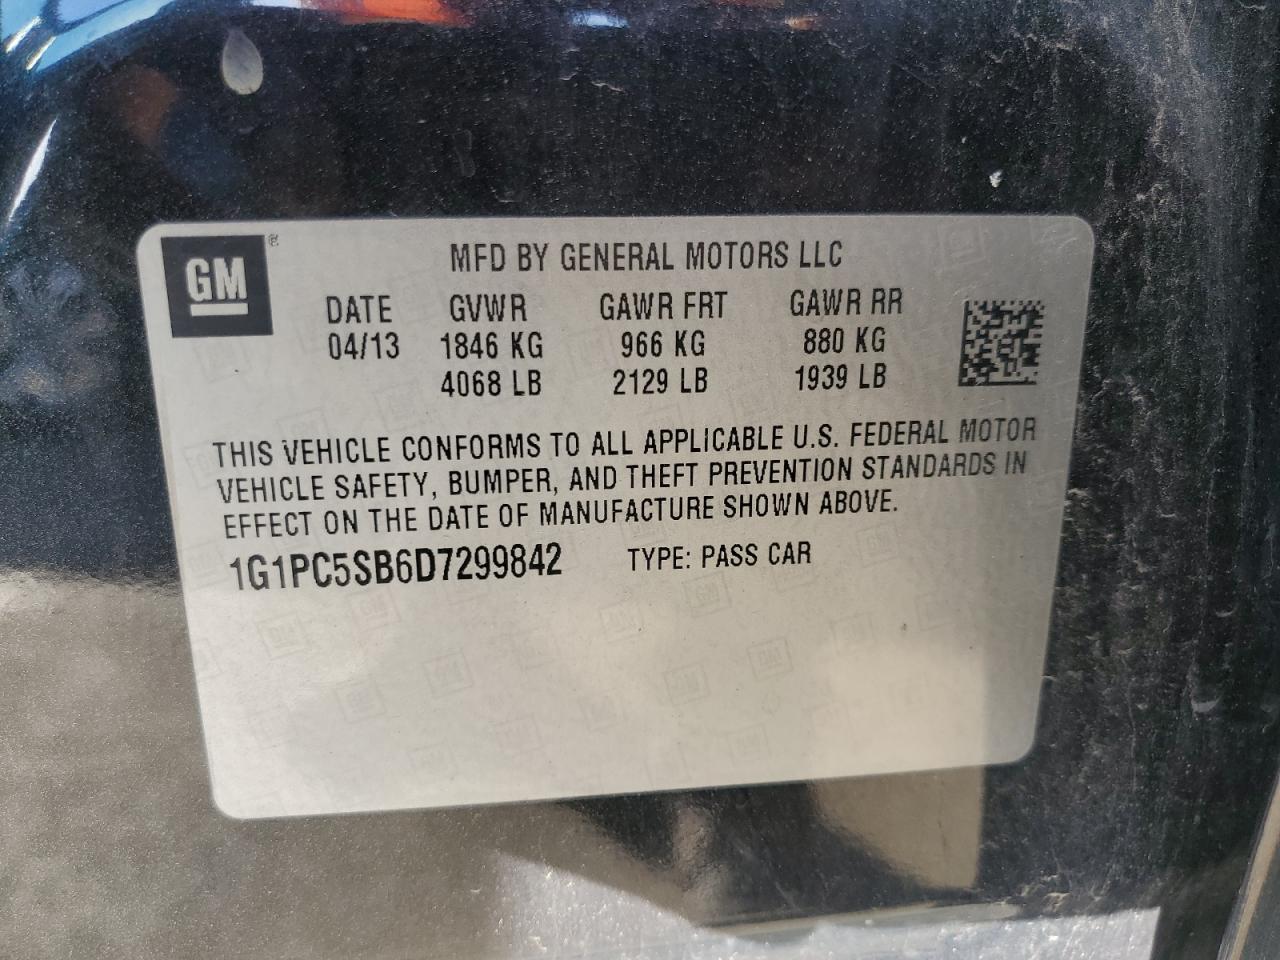 GM®
MFD BY GENERAL MOTORS LLC
DATE GVWR GAWR FRT GAWR RR
04/13 1846 KG 966 KG 880 KG
4068 LB 2129 LB 1939 LB
THIS VEHICLE CONFORMS TO ALL APPLICABLE U.S. FEDERAL MOTOR
VEHICLE SAFETY, BUMPER, AND THEFT PREVENTION STANDARDS IN
EFFECT ON THE DATE OF MANUFACTURE SHOWN ABOVE.
1G1PC5SB6D7299842 TYPE: PASS CAR